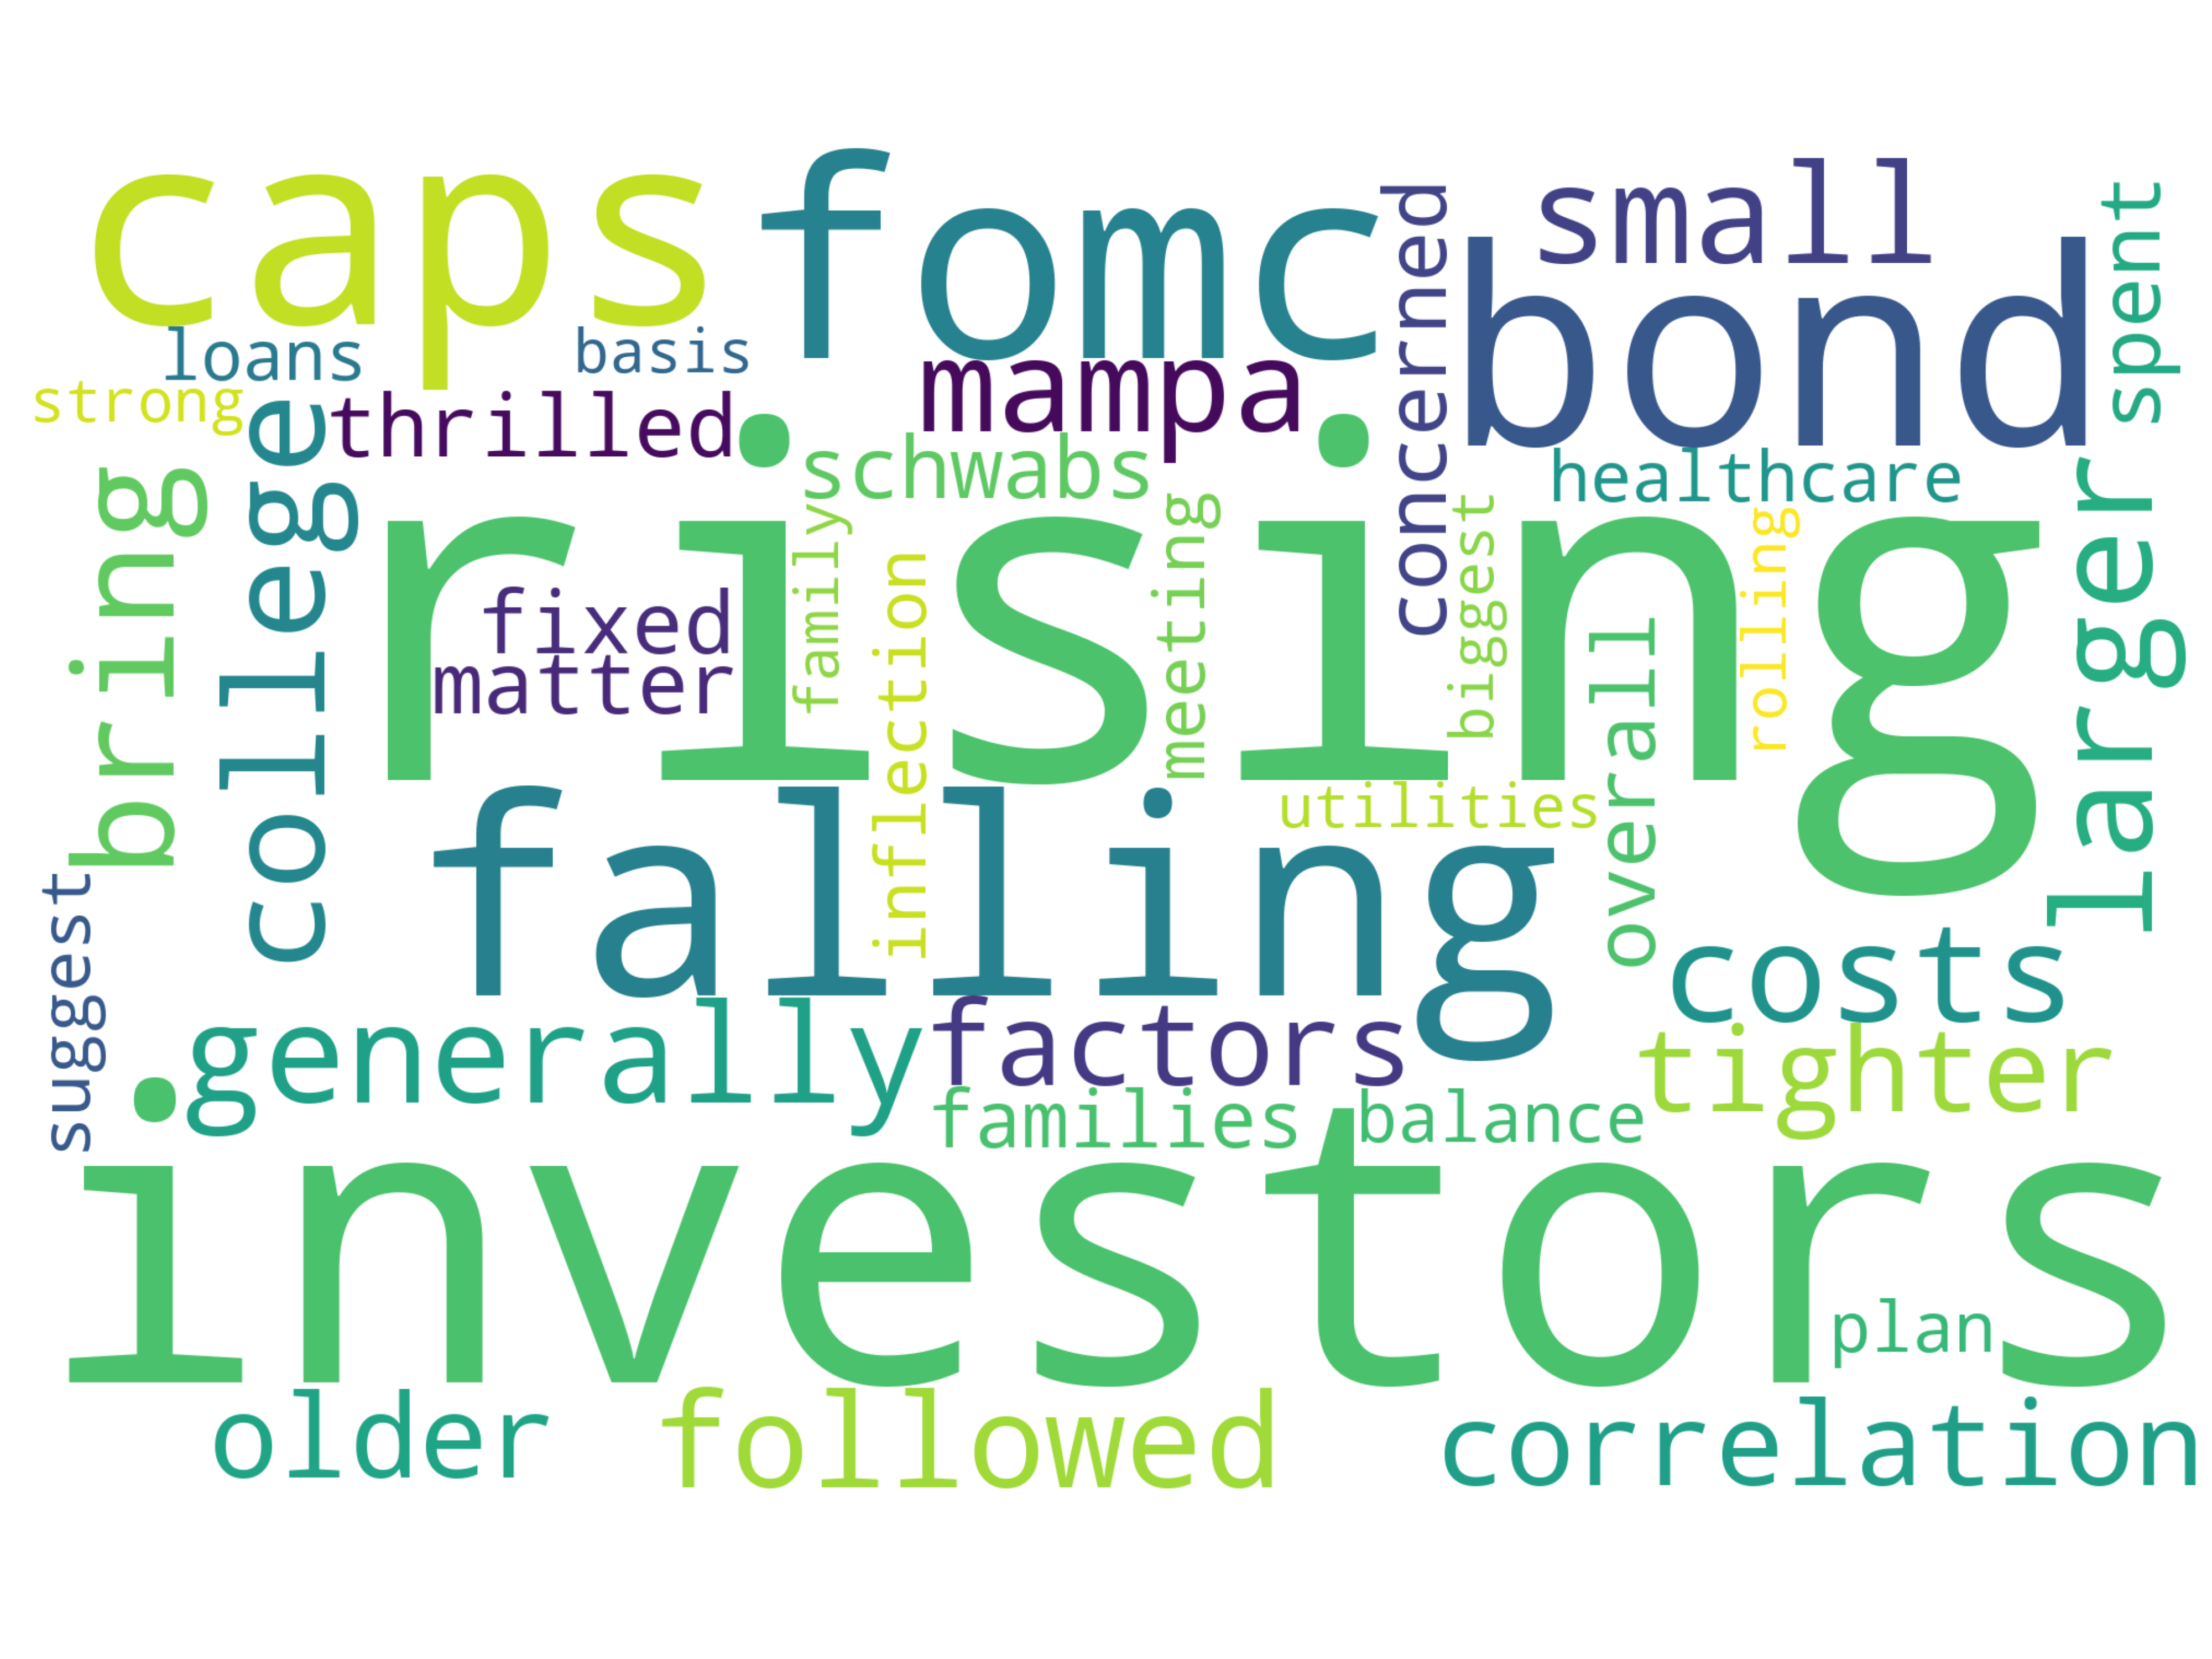 caps
fomc
small
bond
concerned
spent
loans
basis
mampa
strong
thrilled
schwabs
healthcare
bring
college
rising
larger
fixed
matter
family
inflection
meeting
biggest
overall
rolling
utilities
falling
suggest
generally
factors
costs
tighter
families
balance
investors
plan
older
followed
correlation